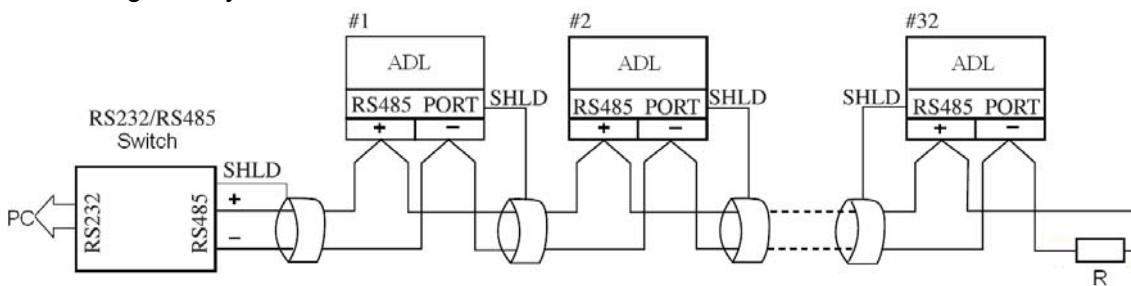 #1
#2
#32
ADL
ADL
ADL
RS485 PORT
SHLD
RS485 PORT
SHLD
SHLD
RS485 PORT
+ −
+ −
+ −
RS232/RS485
Switch
SHLD
+
−
PC
RS232
RS485
R